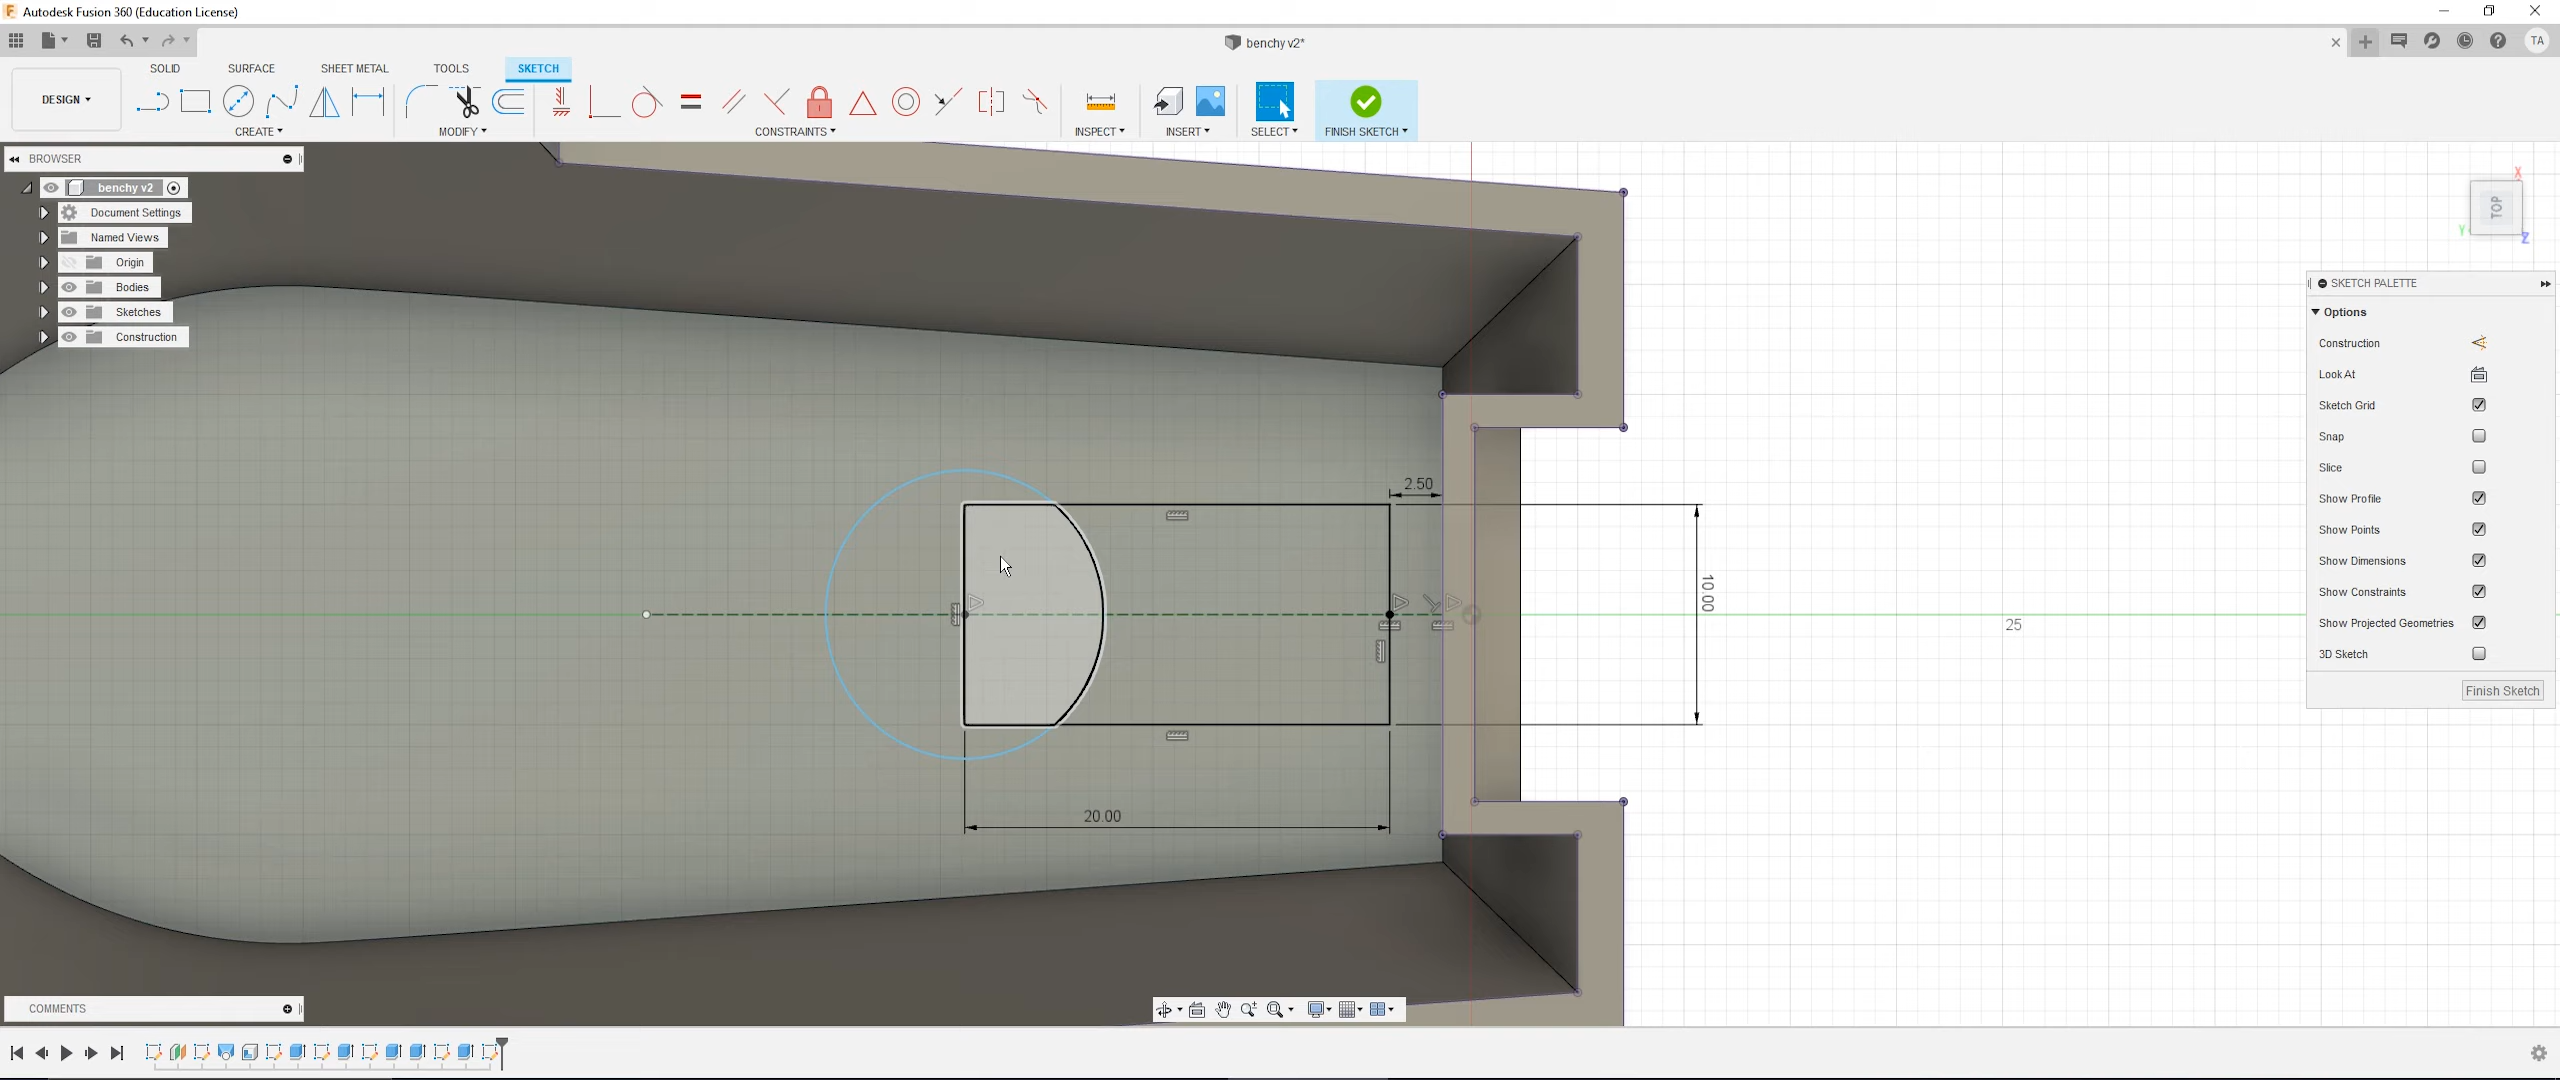 Autodesk Fusion 360 (Education License)
benchy v2*
TA
DESIGN
SOLID
SURFACE
SHEET METAL
TOOLS
SKETCH
CREATE
MODIFY
CONSTRAINTS
INSPECT
INSERT
SELECT
FINISH SKETCH
BROWSER
benchy v2
Document Settings
Named Views
Origin
Bodies
Sketches
Construction
TOP
X
Y
Z
SKETCH PALETTE
Options
Construction
Look At
Sketch Grid
Snap
Slice
Show Profile
Show Points
Show Dimensions
Show Constraints
Show Projected Geometries
3D Sketch
Finish Sketch
2.50
10.00
25
20.00
COMMENTS